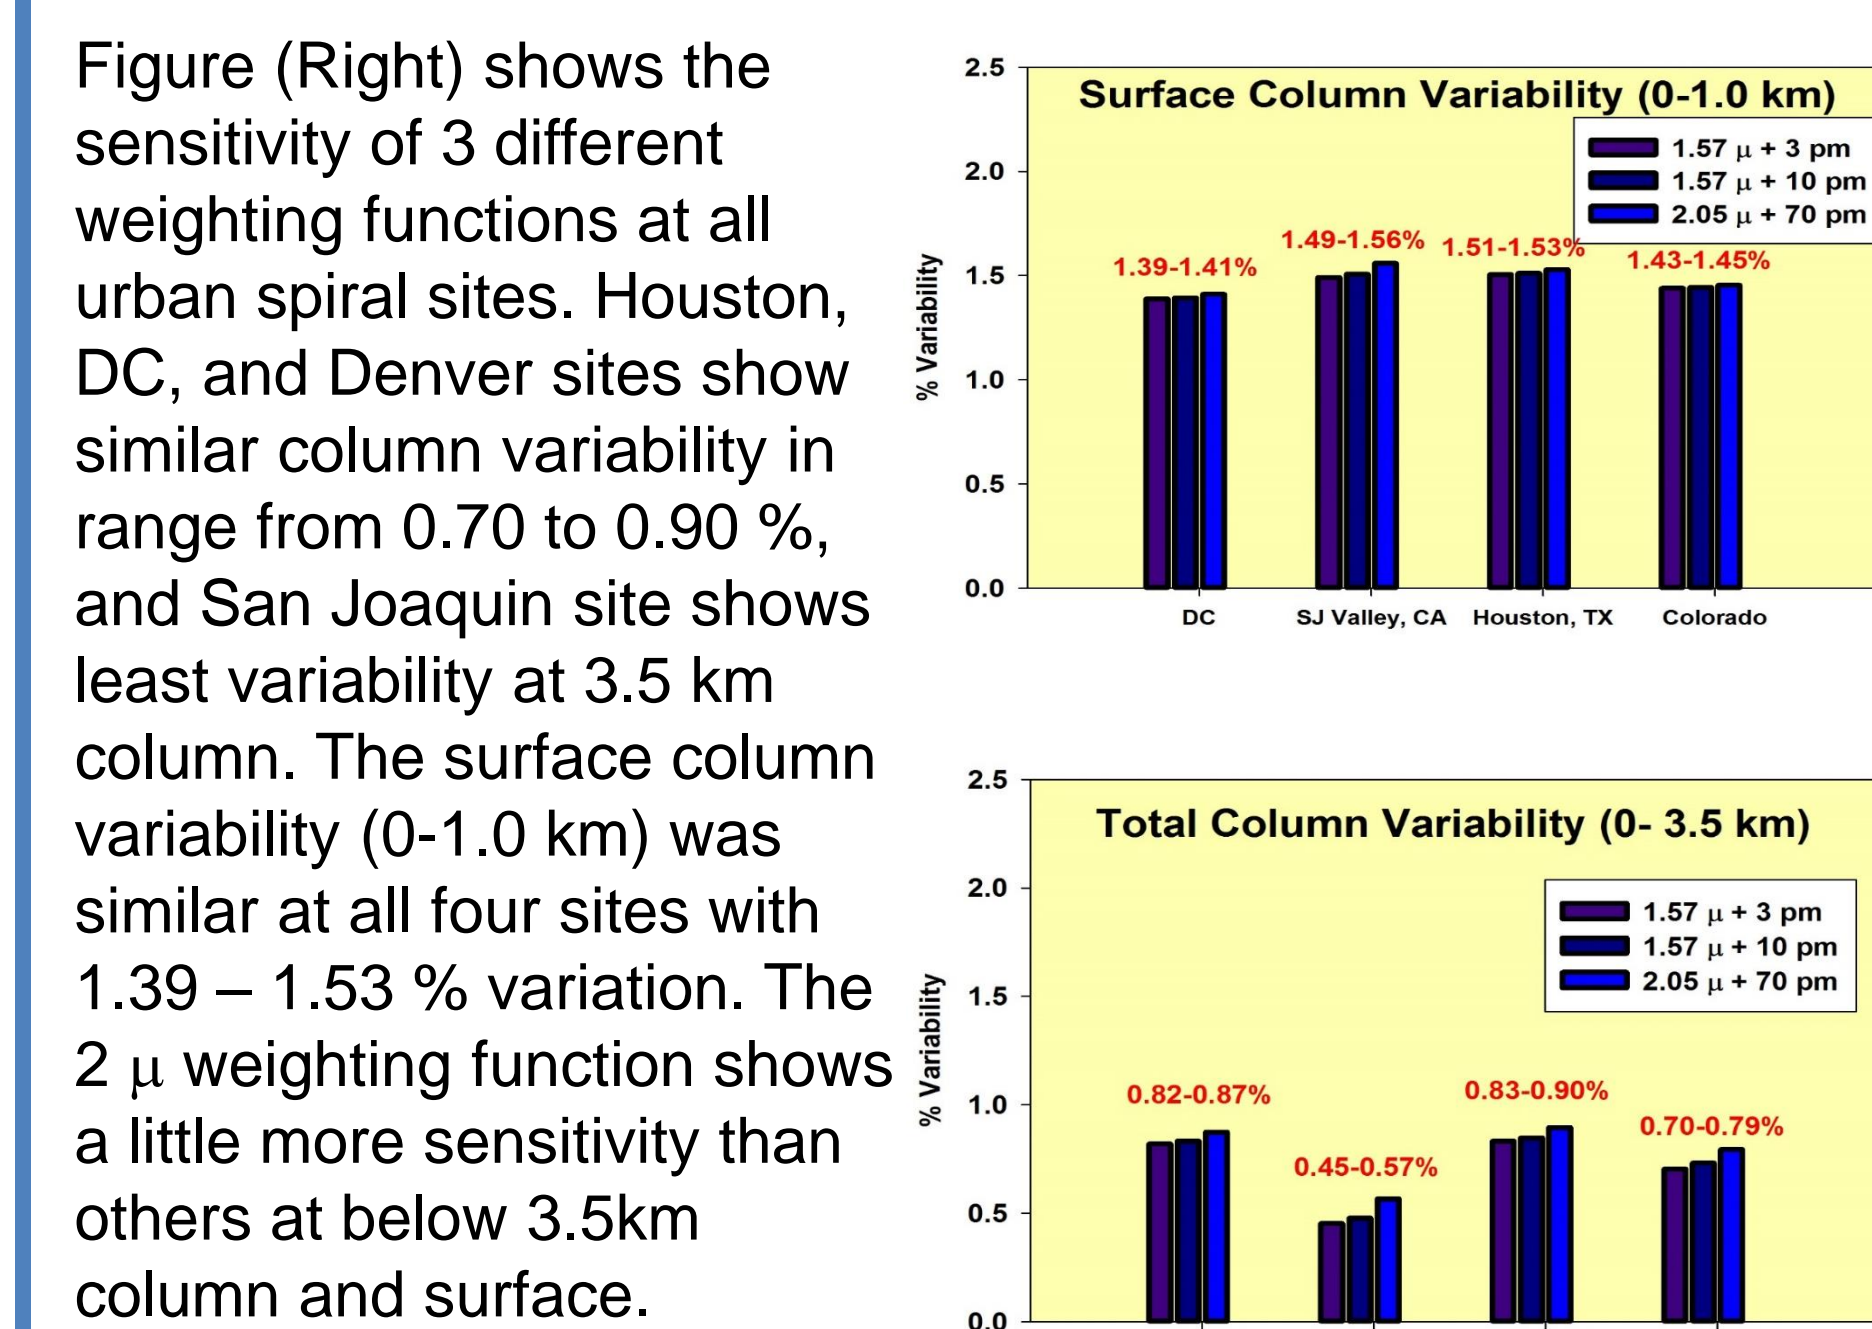 Figure (Right) shows the
sensitivity of 3 different
weighting functions at all
urban spiral sites. Houston,
DC, and Denver sites show
similar column variability in
range from 0.70 to 0.90 %,
and San Joaquin site shows
least variability at 3.5 km
column. The surface column
variability (0-1.0 km) was
similar at all four sites with
1.39 – 1.53 % variation. The
2 μ weighting function shows
a little more sensitivity than
others at below 3.5km
column and surface.
Surface Column Variability (0-1.0 km)
1.57 μ + 3 pm
1.57 μ + 10 pm
2.05 μ + 70 pm
% Variability
2.5
2.0
1.5
1.0
0.5
0.0
1.39-1.41%
1.49-1.56%
1.51-1.53%
1.43-1.45%
DC
SJ Valley, CA
Houston, TX
Colorado
Total Column Variability (0- 3.5 km)
1.57 μ + 3 pm
1.57 μ + 10 pm
2.05 μ + 70 pm
% Variability
2.5
2.0
1.5
1.0
0.5
0.0
0.82-0.87%
0.45-0.57%
0.83-0.90%
0.70-0.79%